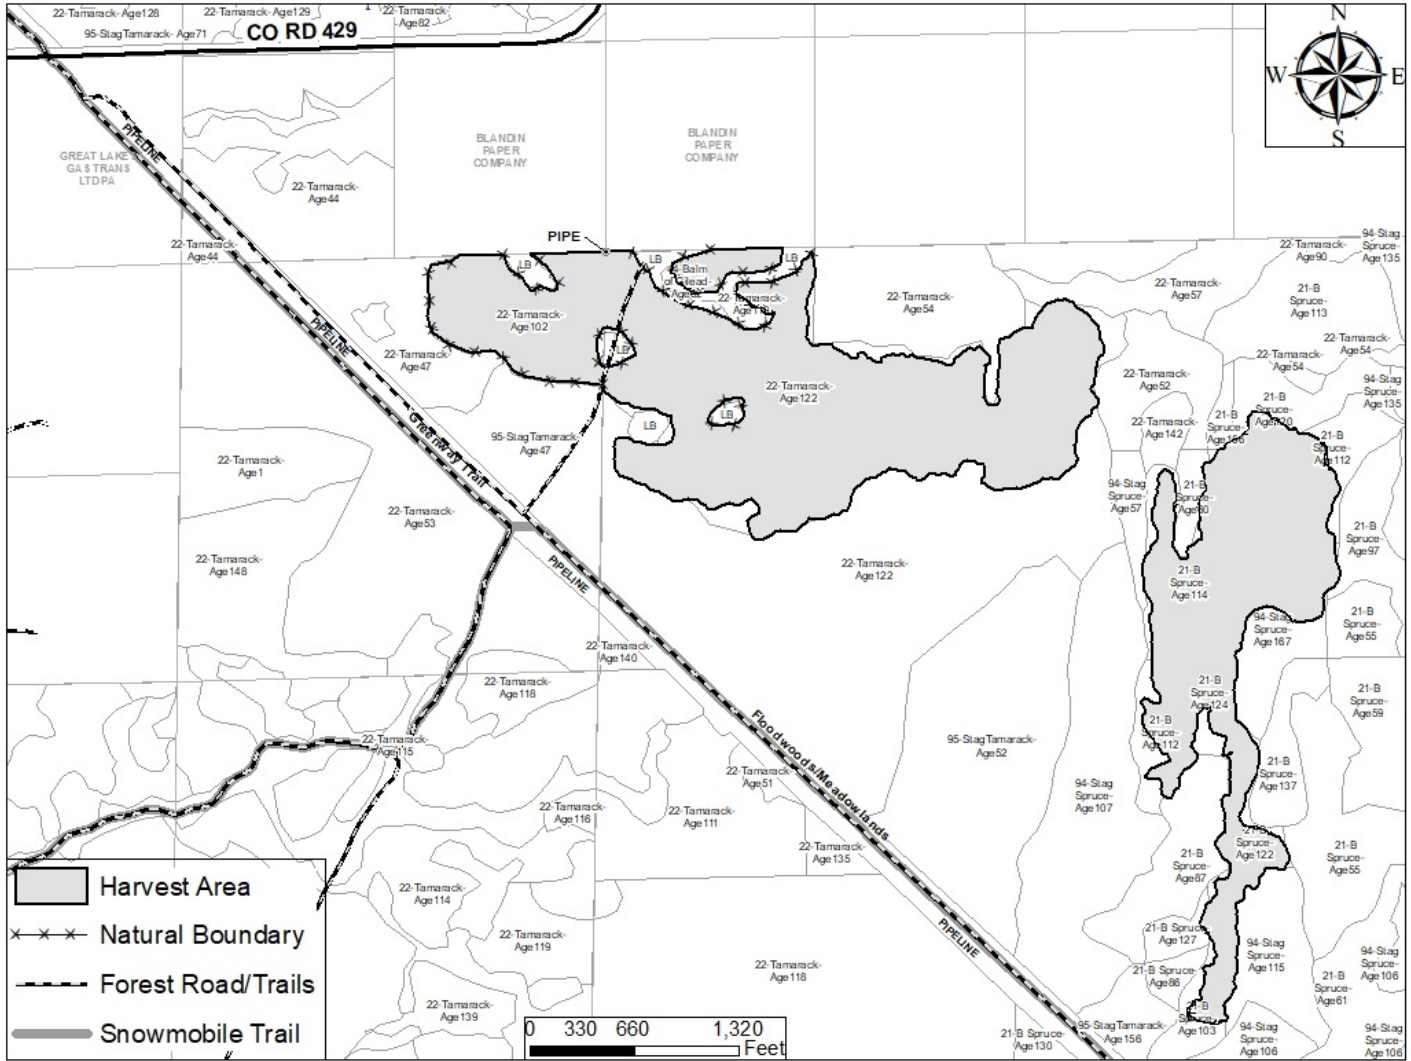 22-Tamarack- Age128
22-Tamarack- Age129
22-Tamarack-
Age82
95-StagTamarack- Age71
CO RD 429
N
W
E
S
PIPELINE
GREAT LAKES
GAS TRANS
LTDPA
BLANDIN
PAPER
COMPANY
BLANDIN
PAPER
COMPANY
22-Tamarack-
Age44
22-Tamarack-
Age44
PIPE
LB
LB
LB
22-Tamarack-
Age90
94-Stag
Spruce-
Age135
22-Tamarack-
Age57
22-Tamarack-
Age54
21-B
Spruce-
Age113
22-Tamarack-
Age102
PIPELINE
LB
22-Tamarack-
Age47
22-Tamarack-
Age54
22-Tamarack-
Age54
22-Tamarack-
Age52
94-Stag
Spruce-
Age135
22-Tamarack-
Age122
LB
LB
Greenway Trail
95-StagTamarack-
Age47
22-Tamarack-
Age142
21-B
Spruce-
21-B
Spruce-
21-B
Spruce-
Age112
22-Tamarack-
Age1
94-Stag
Spruce-
Age57
21-B
Spruce-
22-Tamarack-
Age53
21-B
Spruce-
Age97
22-Tamarack-
Age148
PIPELINE
22-Tamarack-
Age122
21-B
Spruce-
Age114
94-Stag
Spruce-
Age167
21-B
Spruce-
Age55
22-Tamarack-
Age140
22-Tamarack-
Age118
21-B
Spruce-
Age124
21-B
Spruce-
Age59
22-Tamarack-
Age115
21-B
Spruce-
Age112
95-StagTamarack-
Age52
Floodwoods/Meadowlands
22-Tamarack-
Age51
21-B
Spruce-
Age137
94-Stag
Spruce-
Age107
22-Tamarack-
Age116
22-Tamarack-
Age111
22-Tamarack-
Age135
21-B
Spruce-
Age122
21-B
Spruce-
Age87
21-B
Spruce-
Age55
22-Tamarack-
Age114
22-Tamarack-
Age119
PIPELINE
21-B Spruce-
Age127
94-Stag
Spruce-
Age115
94-Stag
Spruce-
Age106
22-Tamarack-
Age118
21-B Spruce-
Age86
21-B
Spruce-
Age61
22-Tamarack-
Age139
21-B
Spruce-
Age103
95-StagTamarack-
Age156
21-B Spruce-
Age130
94-Stag
Spruce-
Age106
94-Stag
Spruce-
Age106
Harvest Area
Natural Boundary
Forest Road/Trails
Snowmobile Trail
0 330 660 1,320
Feet